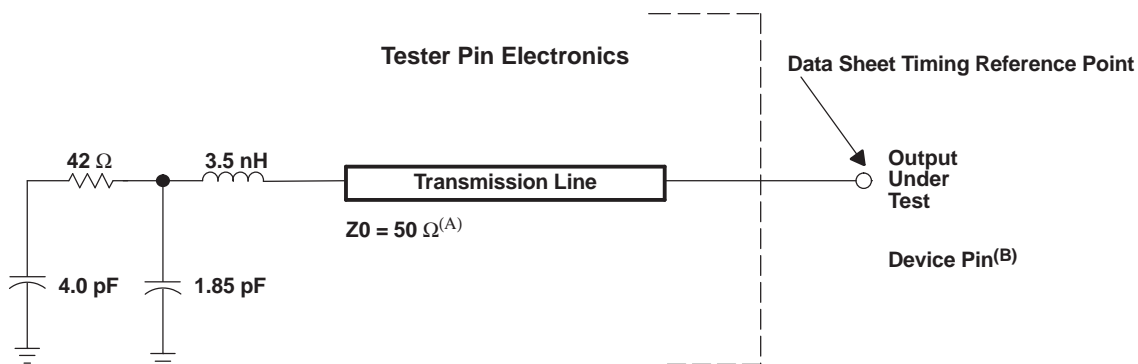 Tester Pin Electronics
Data Sheet Timing Reference Point
42 Ω
3.5 nH
Transmission Line
Output
Under
Test
Z0 = 50 Ω(A)
Device Pin(B)
4.0 pF
1.85 pF